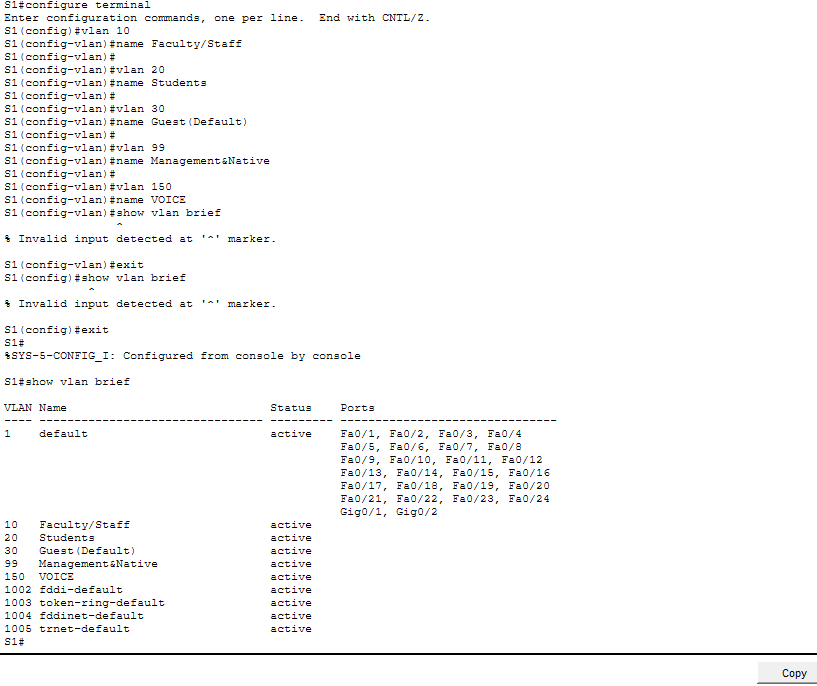 S1#configure terminal
Enter configuration commands, one per line.  End with CNTL/Z.
S1(config)#vlan 10
S1(config-vlan)#name Faculty/Staff
S1(config-vlan)#
S1(config-vlan)#vlan 20
S1(config-vlan)#name Students
S1(config-vlan)#
S1(config-vlan)#vlan 30
S1(config-vlan)#name Guest(Default)
S1(config-vlan)#
S1(config-vlan)#vlan 99
S1(config-vlan)#name Management&Native
S1(config-vlan)#
S1(config-vlan)#vlan 150
S1(config-vlan)#name VOICE
S1(config-vlan)#show vlan brief
^
% Invalid input detected at '^' marker.
S1(config-vlan)#exit
S1(config)#show vlan brief
^
% Invalid input detected at '^' marker.
S1(config)#exit
S1#
%SYS-5-CONFIG_I: Configured from console by console
S1#show vlan brief
VLAN Name                             Status    Ports
---- -------------------------------- --------- -------------------------------
1    default                          active    Fa0/1, Fa0/2, Fa0/3, Fa0/4
Fa0/5, Fa0/6, Fa0/7, Fa0/8
Fa0/9, Fa0/10, Fa0/11, Fa0/12
Fa0/13, Fa0/14, Fa0/15, Fa0/16
Fa0/17, Fa0/18, Fa0/19, Fa0/20
Fa0/21, Fa0/22, Fa0/23, Fa0/24
Gig0/1, Gig0/2
10   Faculty/Staff                    active
20   Students                         active
30   Guest(Default)                   active
99   Management&Native                active
150  VOICE                            active
1002 fddi-default                     active
1003 token-ring-default               active
1004 fddinet-default                  active
1005 trnet-default                    active
S1#
Copy